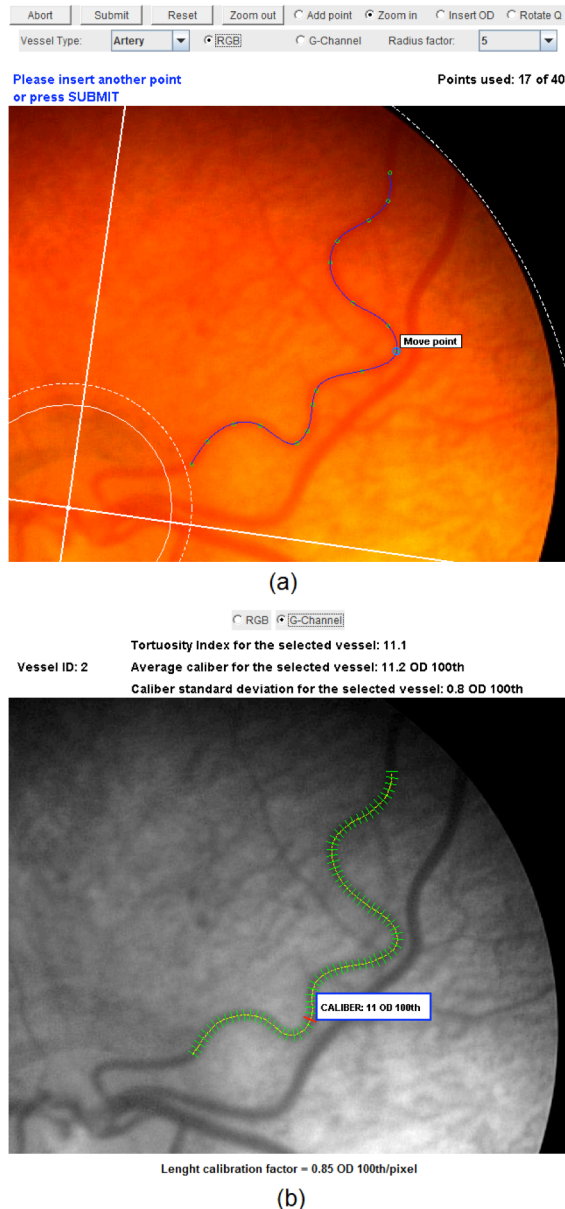 Abort Submit Reset Zoom out Add point Zoom in Insert OD Rotate Q
Vessel Type: Artery RGB G-Channel Radius factor: 5
Please insert another point
or press SUBMIT
Points used: 17 of 40
Move point
(a)
RGB G-Channel
Tortuosity Index for the selected vessel: 11.1
Vessel ID: 2 Average caliber for the selected vessel: 11.2 OD 100th
Caliber standard deviation for the selected vessel: 0.8 OD 100th
CALIBER: 11 OD 100th
Lenght calibration factor = 0.85 OD 100th/pixel
(b)